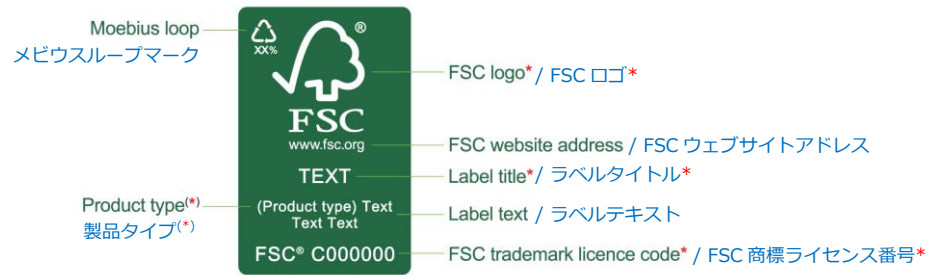 Moebius loop
メビウスループマーク
XX%
®
FSC
www.fsc.org
TEXT
(Product type) Text
Text Text
FSC® C000000
FSC logo* / FSC ロゴ*
FSC website address / FSC ウェブサイトアドレス
Label title*/ ラベルタイトル*
Product type(*)
製品タイプ(*)
Label text / ラベルテキスト
FSC trademark licence code* / FSC 商標ライセンス番号*